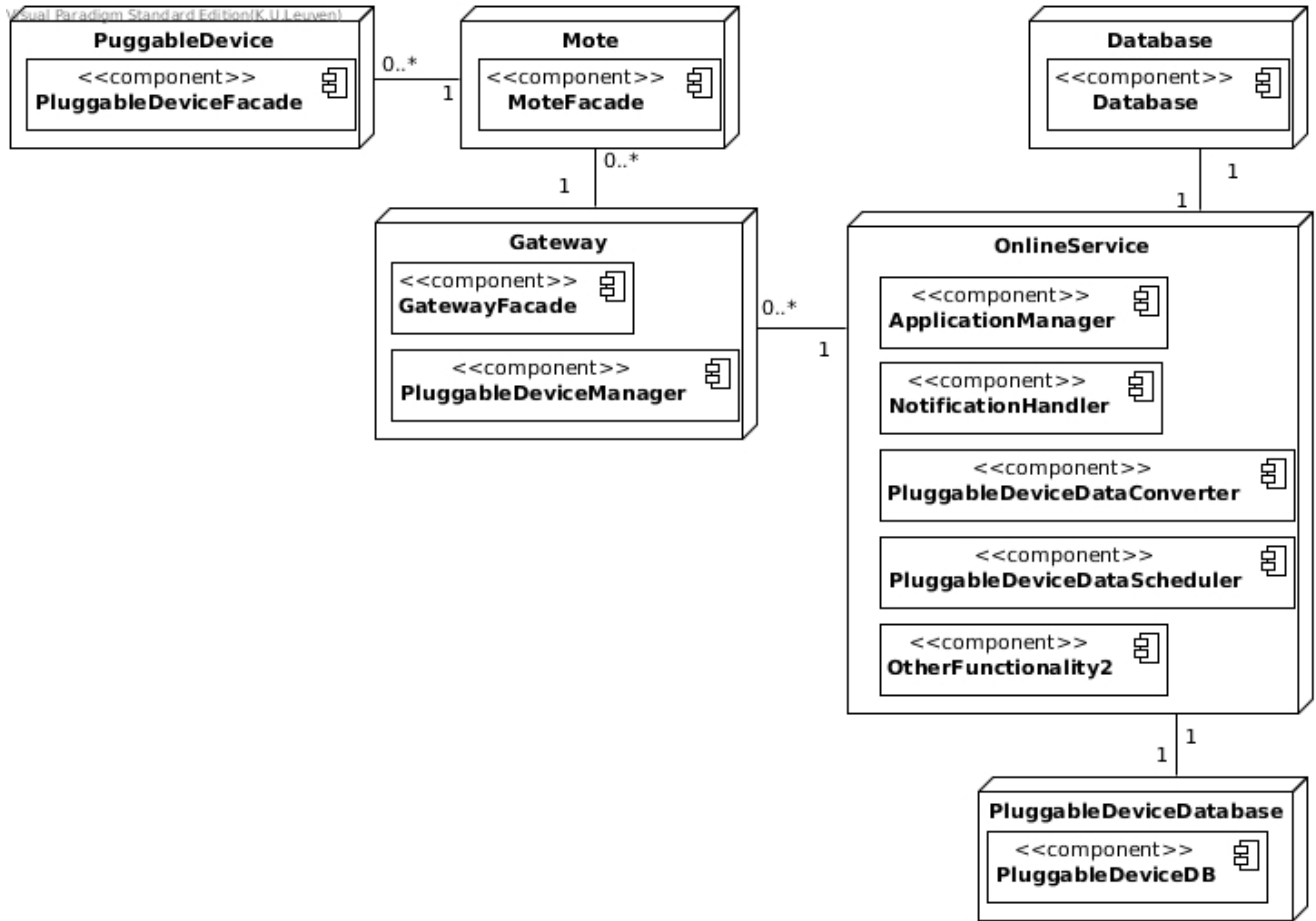 Visual Paradigm Standard Edition(K.U.Leuven)
PuggableDevice
<<component>>
PluggableDeviceFacade
0..*
1
Mote
<<component>>
MoteFacade
0..*
1
Database
<<component>>
Database
1
1
Gateway
<<component>>
GatewayFacade
<<component>>
PluggableDeviceManager
0..*
1
OnlineService
<<component>>
ApplicationManager
<<component>>
NotificationHandler
<<component>>
PluggableDeviceDataConverter
<<component>>
PluggableDeviceDataScheduler
<<component>>
OtherFunctionality2
1
1
PluggableDeviceDatabase
<<component>>
PluggableDeviceDB